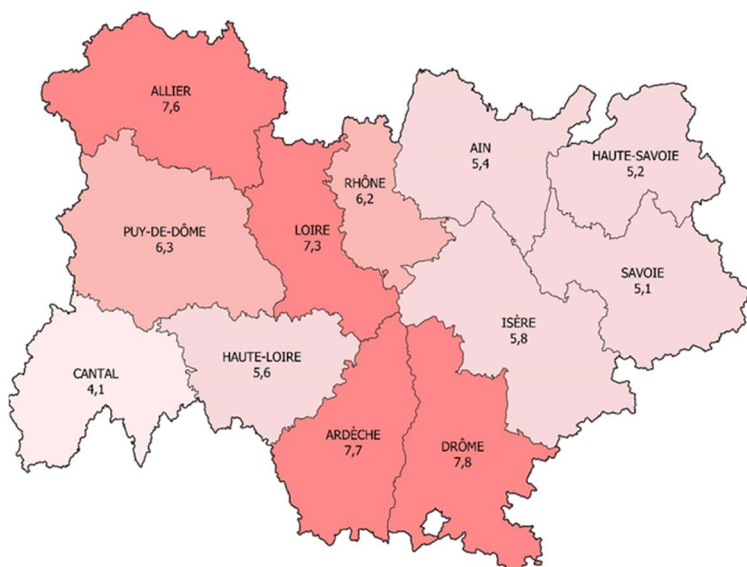 ALLIER
7,6
AIN
5,4
HAUTE-SAVOIE
5,2
RHÔNE
6,2
PUY-DE-DÔME
6,3
LOIRE
7,3
SAVOIE
5,1
ISÈRE
5,8
HAUTE-LOIRE
5,6
CANTAL
4,1
ARDÈCHE
7,7
DRÔME
7,8